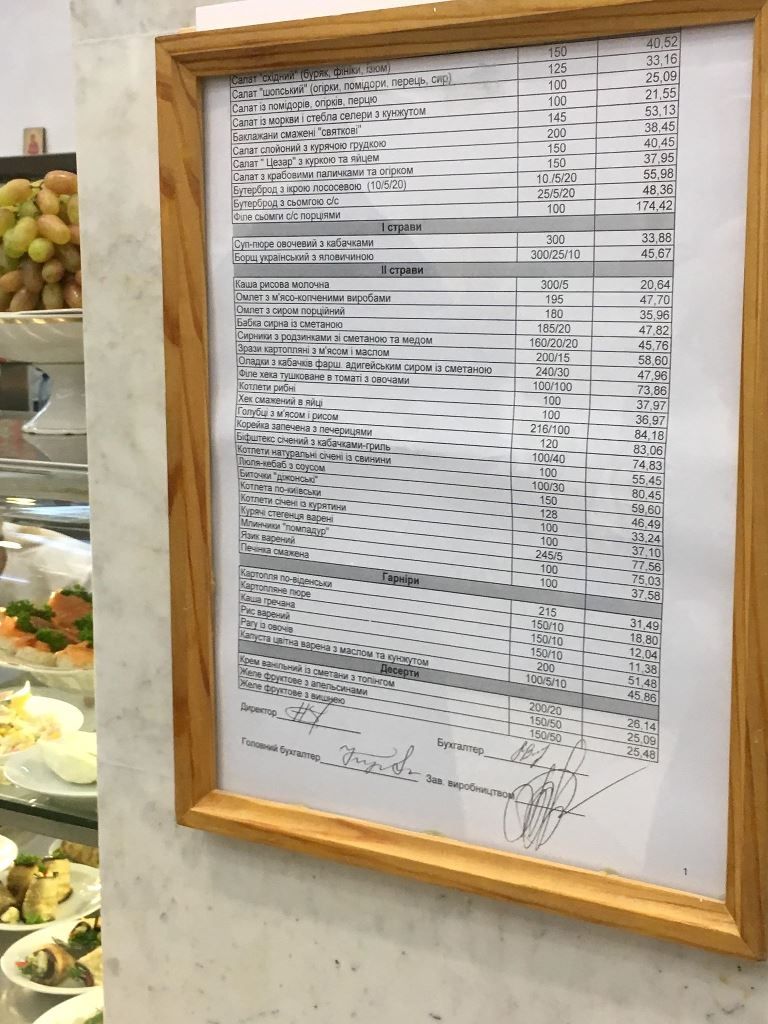 Салат "східний" (буряк, фініки, ізюм) 150 40,52
Салат "шопський" (огірки, помідори, перець, сир) 125 33,16
Салат із помідорів, огірків, перцю 100 25,09
Салат із моркви і стебла селери з кунжутом 100 21,55
Баклажани смажені "святкові" 145 53,13
Салат слойоний з курячою грудкою 200 38,45
Салат " Цезар" з куркою та яйцем 150 40,45
Салат з крабовими паличками та огірком 150 37,95
Бутерброд з ікрою лососевою (10/5/20) 10./5/20 55,98
Бутерброд з сьомгою с/с 25/5/20 48,36
Філе сьомги с/с порціями 100 174,42
І страви
Суп-пюре овочевий з кабачками 300 33,88
Борщ український з яловичиною 300/25/10 45,67
ІІ страви
Каша рисова молочна 300/5 20,64
Омлет з м'ясо-копченими виробами 195 47,70
Омлет з сиром порційний 180 35,96
Бабка сирна із сметаною 185/20 47,82
Сирники з родзинками зі сметаною та медом 160/20/20 45,76
Зрази картопляні з м'ясом і маслом 200/15 58,60
Оладки з кабачків фарш. адигейським сиром із сметаною 240/30 47,96
Філе хека тушковане в томаті з овочами 100/100 73,86
Котлети рибні 100 37,97
Хек смажений в яйці 100 36,97
Голубці з м'ясом і рисом 216/100 84,18
Корейка запечена з печерицями 120 83,06
Біфштекс січений з кабачками-гриль 100/40 74,83
Котлети натуральні січені із свинини 100 55,45
Люля-кебаб з соусом 100/30 80,45
Биточки "діжонські" 150 59,60
Котлета по-київськи 128 46,49
Котлети січені із курятини 100 33,24
Курячі стегенця варені 100 37,10
Млинчики "помпадур" 245/5 77,56
Язик варений 100 75,03
Печінка смажена 100 37,58
Гарніри
Картопля по-віденськи 215 31,49
Картопляне пюре 150/10 18,80
Каша гречана 150/10 12,04
Рис варений 150/10 11,38
Рагу із овочів 200 51,48
Капуста цвітна варена з маслом та кунжутом 100/5/10 45,86
Десерти
Крем ванільний із сметани з топінгом 200/20 26,14
Желе фруктове з апельсинами 150/50 25,09
Желе фруктове з вишнею 150/50 25,48
Директор Бухгалтер
Головний бухгалтер Зав. виробництвом
1